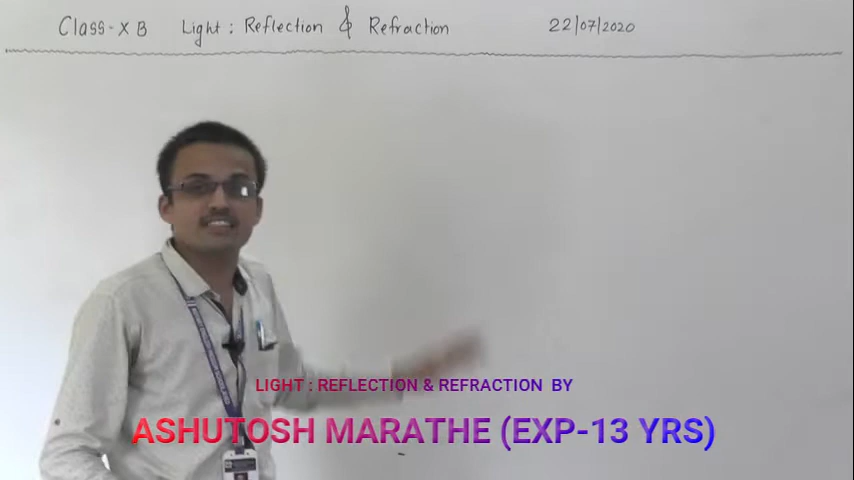 Class-X B Light : Reflection & Refraction 22/07/2020
LIGHT : REFLECTION & REFRACTION BY
ASHUTOSH MARATHE (EXP-13 YRS)